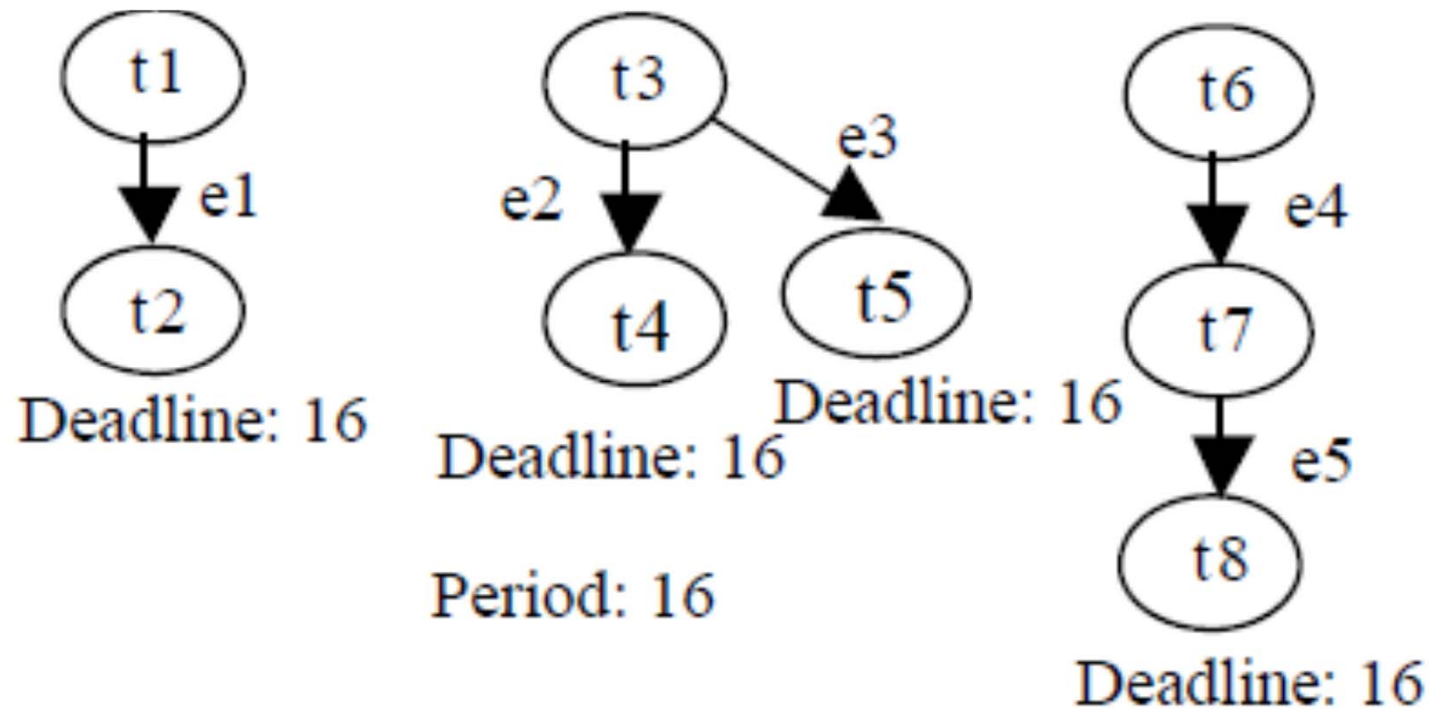 t1
e1
t2
Deadline: 16
t3
e3
e2
t4
t5
Deadline: 16
Deadline: 16
Period: 16
t6
e4
t7
e5
t8
Deadline: 16